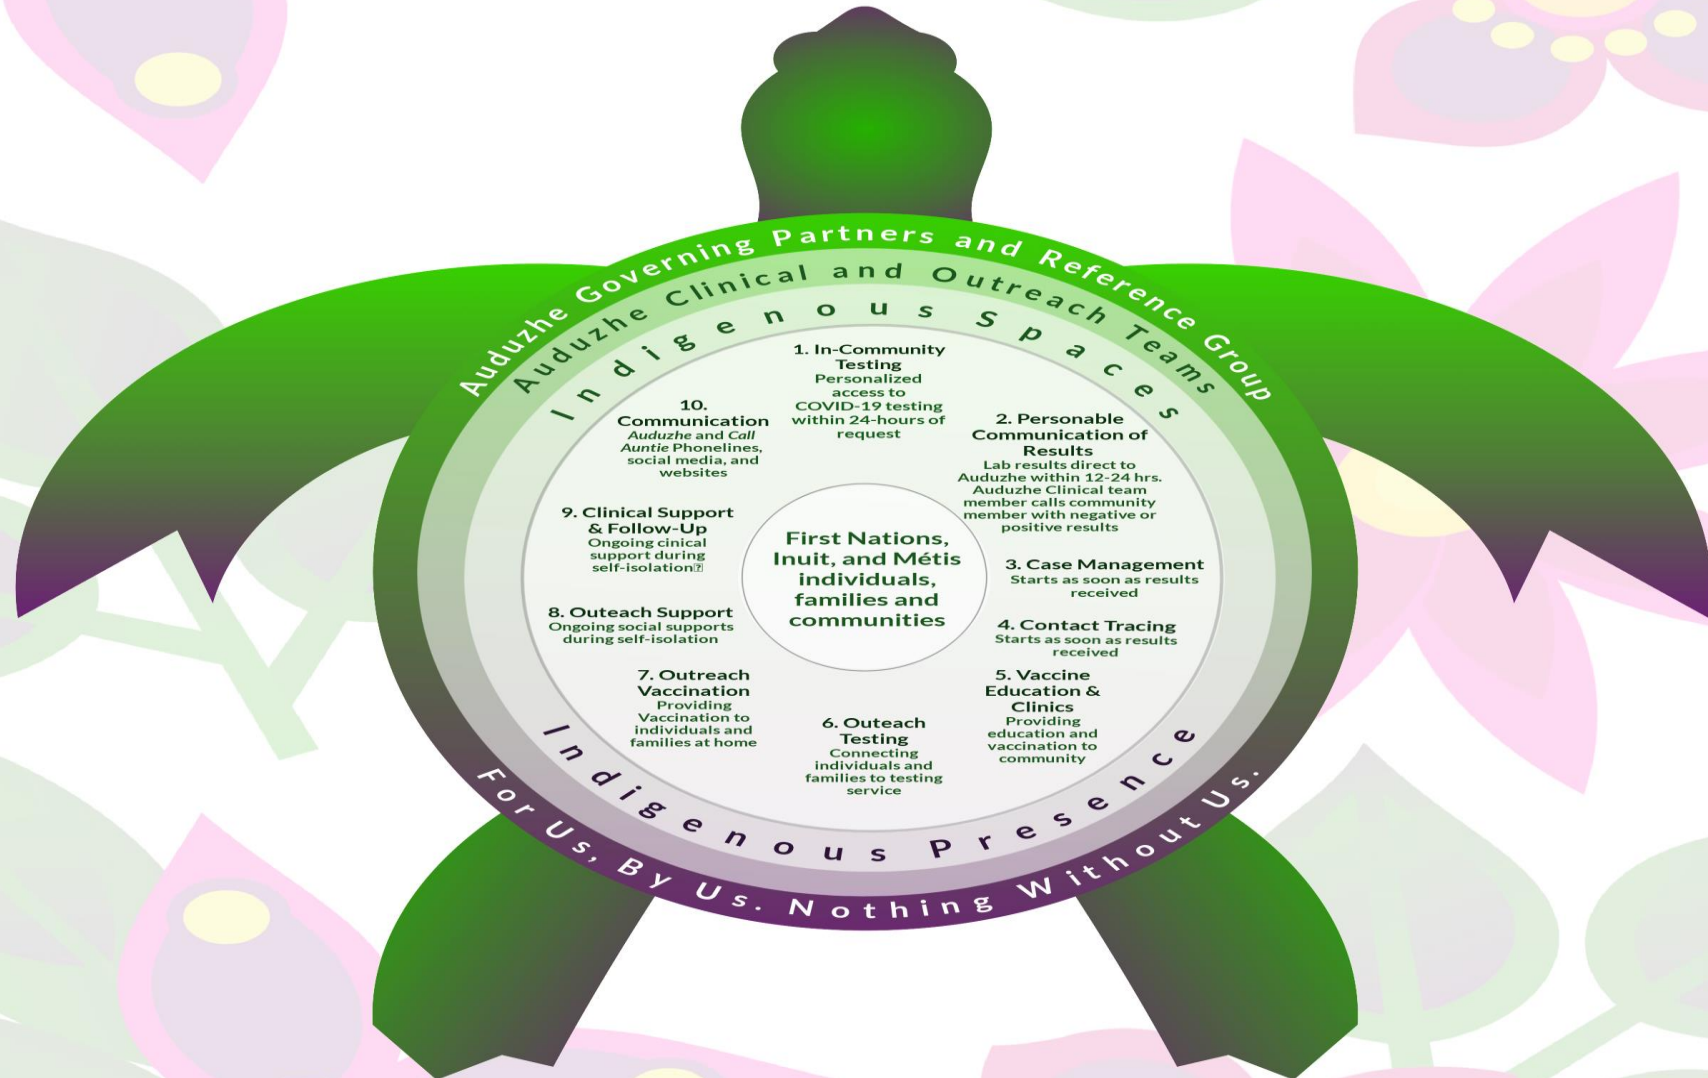 Auduzhe Governing Partners and Reference Group
Auduzhe Clinical and Outreach Teams
Indigenous Spaces
1. In-Community
Testing
Personalized
access to
COVID-19 testing
within 24-hours of
request
2. Personable
Communication of
Results
Lab results direct to
Auduzhe within 12-24 hrs.
Auduzhe Clinical team
member calls community
member with negative or
positive results
3. Case Management
Starts as soon as results
received
4. Contact Tracing
Starts as soon as results
received
5. Vaccine
Education &
Clinics
Providing
education and
vaccination to
community
6. Outeach
Testing
Connecting
individuals and
families to testing
service
7. Outreach
Vaccination
Providing
Vaccination to
individuals and
families at home
8. Outeach Support
Ongoing social supports
during self-isolation
9. Clinical Support
& Follow-Up
Ongoing cinical
support during
self-isolation
10.
Communication
Auduzhe and Call
Auntie Phonelines,
social media, and
websites
First Nations,
Inuit, and Métis
individuals,
families and
communities
Indigenous Presence
For Us, By Us. Nothing Without Us.